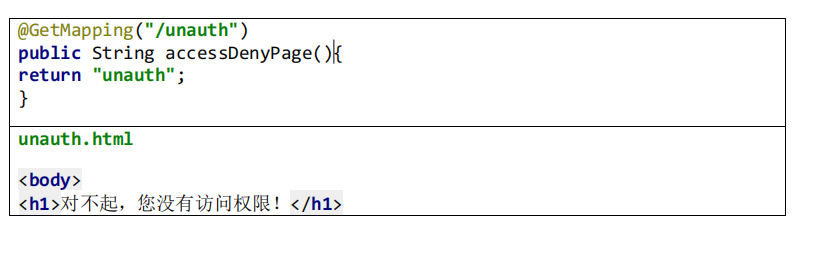 @GetMapping("/unauth")
public String accessDenyPage(){
return "unauth";
}
unauth.html
<body>
<h1>对不起，您没有访问权限！</h1>